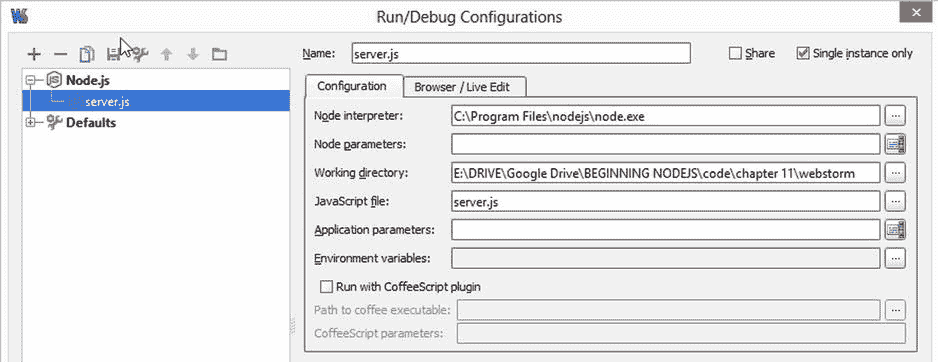 Run/Debug Configurations
Name: server.js Share Single instance only
Node.js
server.js
Defaults
Configuration Browser / Live Edit
Node interpreter: C:\Program Files\nodejs\node.exe ...
Node parameters:
Working directory: E:\DRIVE\Google Drive\BEGINNING NODEJS\code\chapter 11\webstorm ...
JavaScript file: server.js ...
Application parameters:
Environment variables: ...
Run with CoffeeScript plugin
Path to coffee executable: ...
CoffeeScript parameters: